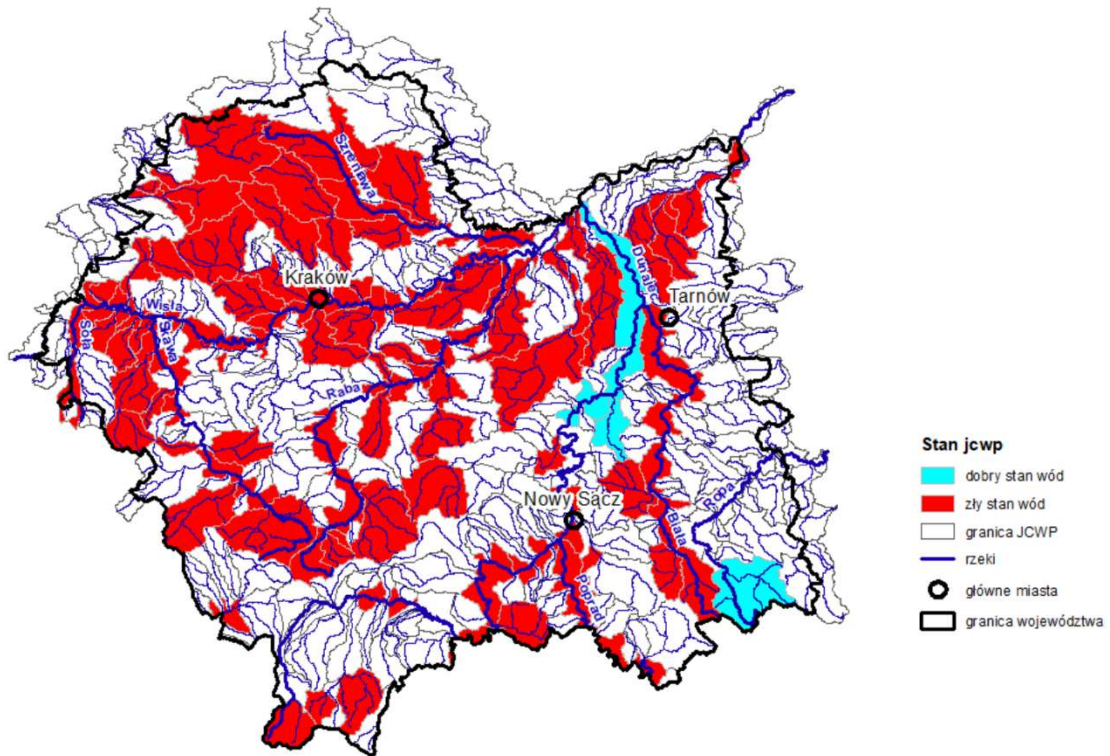 Szreniawa
Kraków
Wisła
Soła
Skawa
Raba
Dunajec
Tarnów
Nowy Sącz
Poprad
Biała
Ropa
Stan jcwp
dobry stan wód
zły stan wód
granica JCWP
rzeki
główne miasta
granica województwa